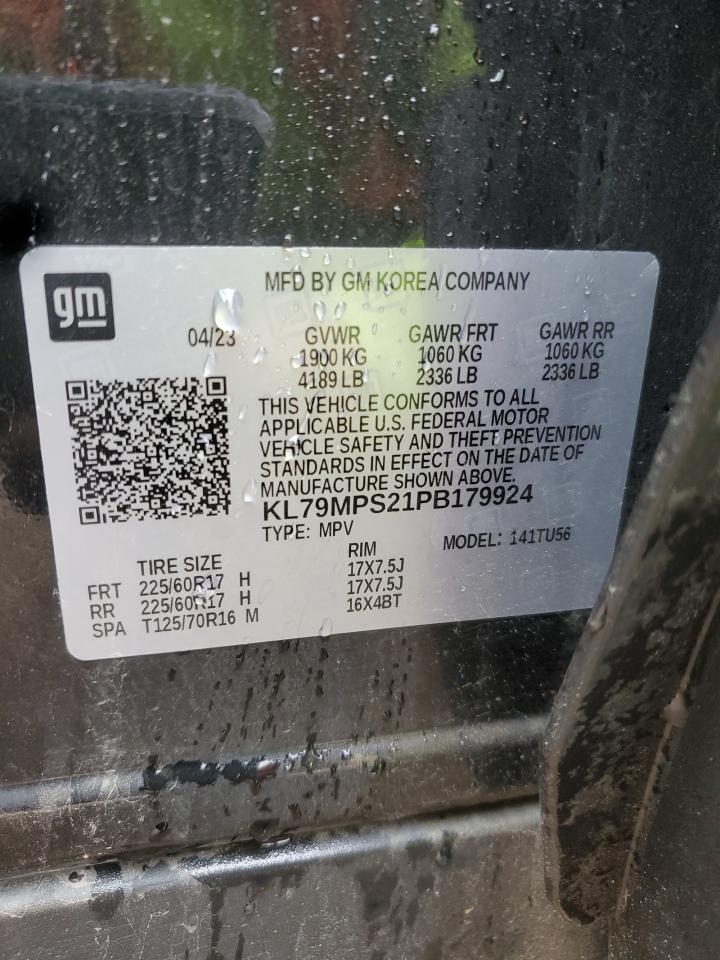 gm
MFD BY GM KOREA COMPANY
04/23 GVWR GAWR FRT GAWR RR
1900 KG 1060 KG 1060 KG
4189 LB 2336 LB 2336 LB
THIS VEHICLE CONFORMS TO ALL
APPLICABLE U.S. FEDERAL MOTOR
VEHICLE SAFETY AND THEFT PREVENTION
STANDARDS IN EFFECT ON THE DATE OF
MANUFACTURE SHOWN ABOVE.
KL79MPS21PB179924
TYPE: MPV MODEL: 141TU56
TIRE SIZE RIM
FRT 225/60R17 H 17X7.5J
RR 225/60R17 H 17X7.5J
SPA T125/70R16 M 16X4BT